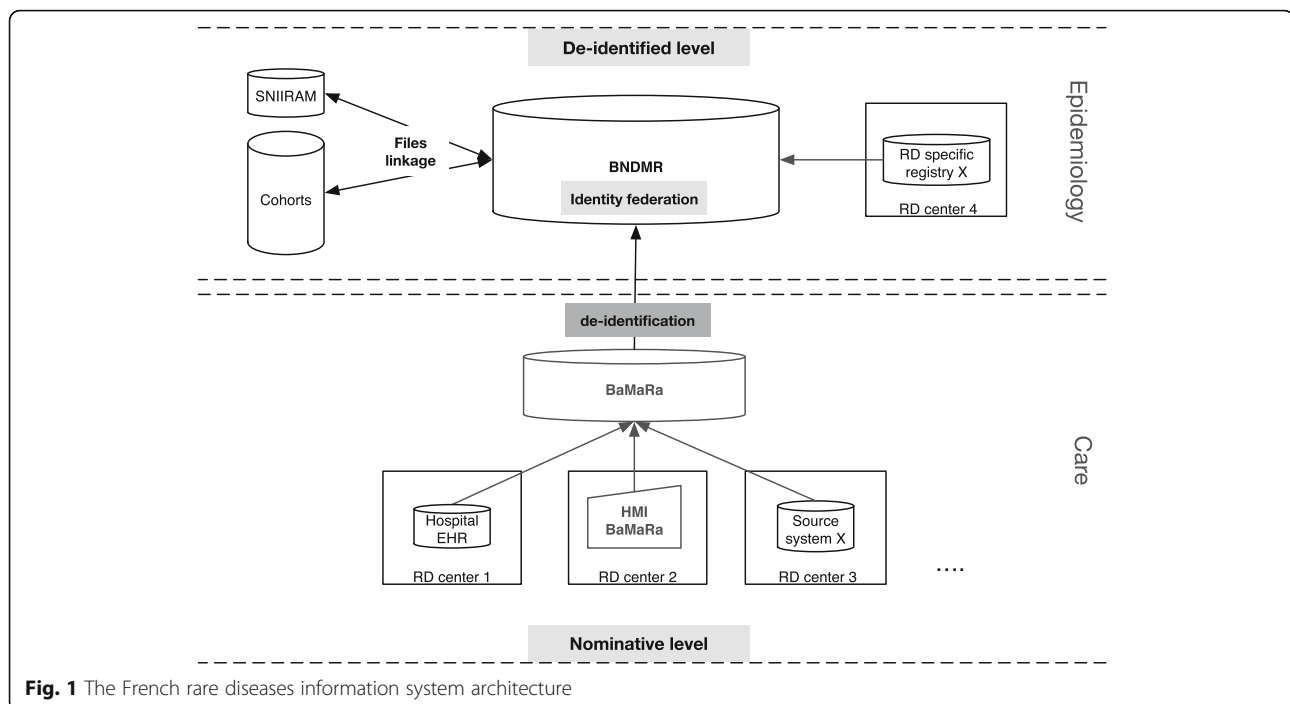 De-identified level
SNIIRAM
Files
linkage
Cohorts
BNDMR
Identity federation
RD specific
registry X
RD center 4
Epidemiology
de-identification
BaMaRa
Care
Hospital
EHR
RD center 1
HMI
BaMaRa
RD center 2
Source
system X
RD center 3
....
Nominative level
Fig. 1 The French rare diseases information system architecture